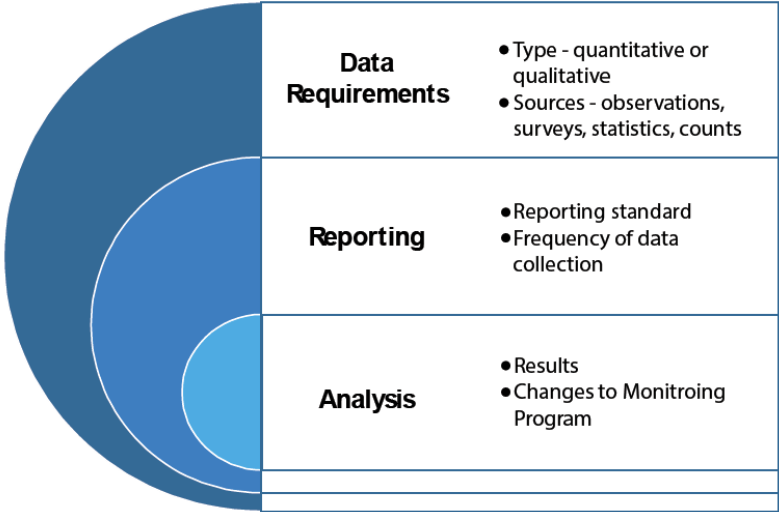 Data
Requirements
● Type - quantitative or
qualitative
● Sources - observations,
surveys, statistics, counts
Reporting
● Reporting standard
● Frequency of data
collection
Analysis
● Results
● Changes to Monitroing
Program